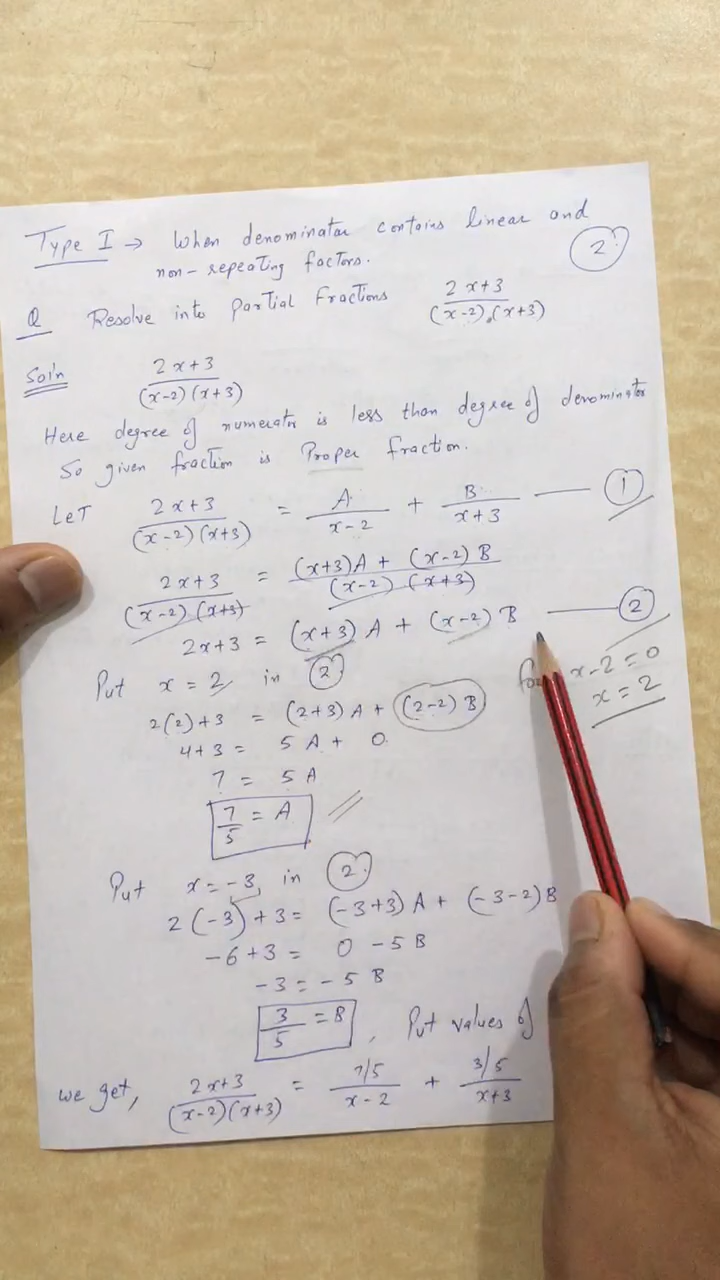 Type I → When denominator contains linear and
non-repeating factors.
2
Q Resolve into Partial Fractions (2x+3)/((x-2).(x+3))
Soln (2x+3)/((x-2)(x+3))
Here degree of numerator is less than degree of denominator
So given fraction is Proper fraction.
Let (2x+3)/((x-2)(x+3)) = A/(x-2) + B/(x+3) — 1
(2x+3)/((x-2)(x+3)) = ((x+3)A + (x-2)B)/((x-2)(x+3))
2x+3 = (x+3)A + (x-2)B — 2
Put x = 2 in 2
x-2=0
x=2
2(2)+3 = (2+3)A + (2-2)B
4+3 = 5A + 0
7 = 5A
7/5 = A
Put x=-3, in 2
2(-3)+3 = (-3+3)A + (-3-2)B
-6+3 = 0 -5B
-3 = -5B
3/5 = B, Put values of
we get, (2x+3)/((x-2)(x+3)) = (7/5)/(x-2) + (3/5)/(x+3)